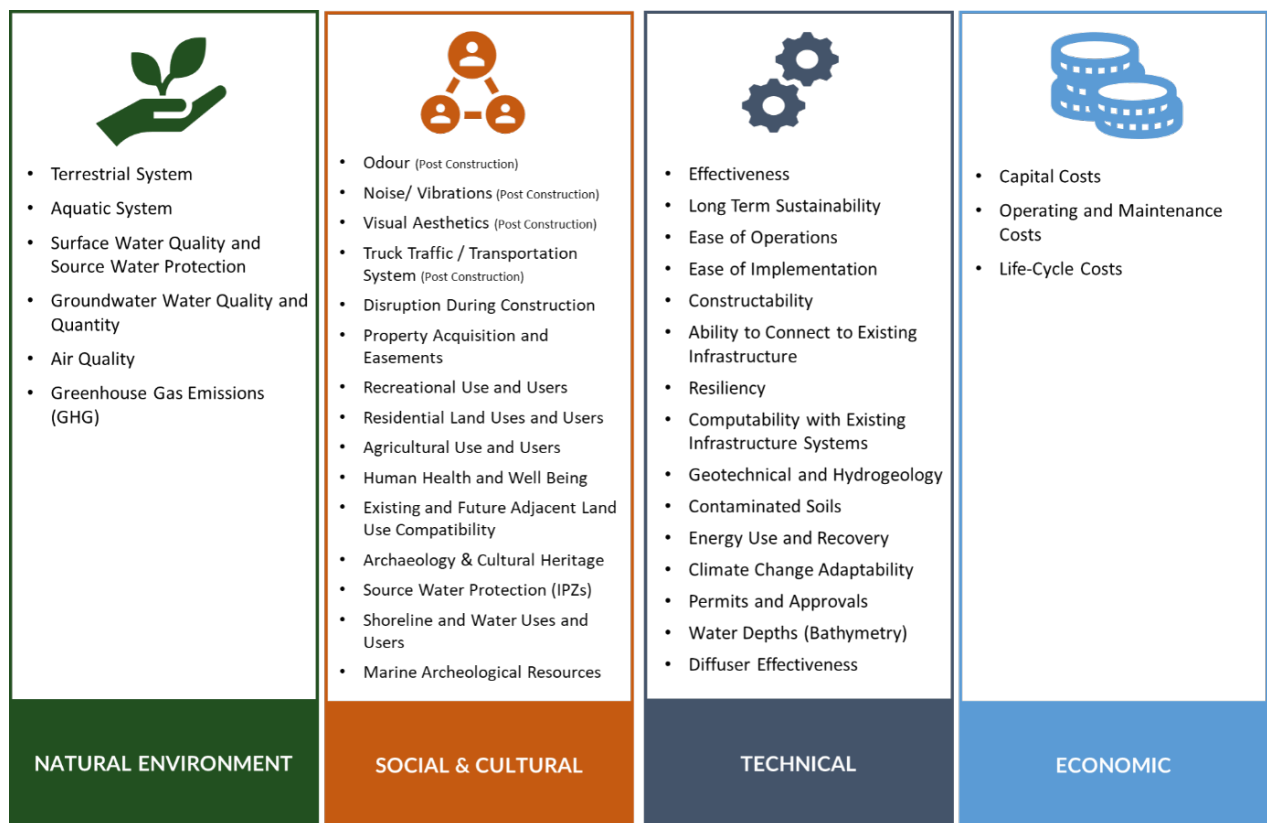 • Terrestrial System
• Aquatic System
• Surface Water Quality and
Source Water Protection
• Groundwater Water Quality and
Quantity
• Air Quality
• Greenhouse Gas Emissions
(GHG)
NATURAL ENVIRONMENT
• Odour (Post Construction)
• Noise/ Vibrations (Post Construction)
• Visual Aesthetics (Post Construction)
• Truck Traffic / Transportation
System (Post Construction)
• Disruption During Construction
• Property Acquisition and
Easements
• Recreational Use and Users
• Residential Land Uses and Users
• Agricultural Use and Users
• Human Health and Well Being
• Existing and Future Adjacent Land
Use Compatibility
• Archaeology & Cultural Heritage
• Source Water Protection (IPZs)
• Shoreline and Water Uses and
Users
• Marine Archeological Resources
SOCIAL & CULTURAL
• Effectiveness
• Long Term Sustainability
• Ease of Operations
• Ease of Implementation
• Constructability
• Ability to Connect to Existing
Infrastructure
• Resiliency
• Computability with Existing
Infrastructure Systems
• Geotechnical and Hydrogeology
• Contaminated Soils
• Energy Use and Recovery
• Climate Change Adaptability
• Permits and Approvals
• Water Depths (Bathymetry)
• Diffuser Effectiveness
TECHNICAL
• Capital Costs
• Operating and Maintenance
Costs
• Life-Cycle Costs
ECONOMIC